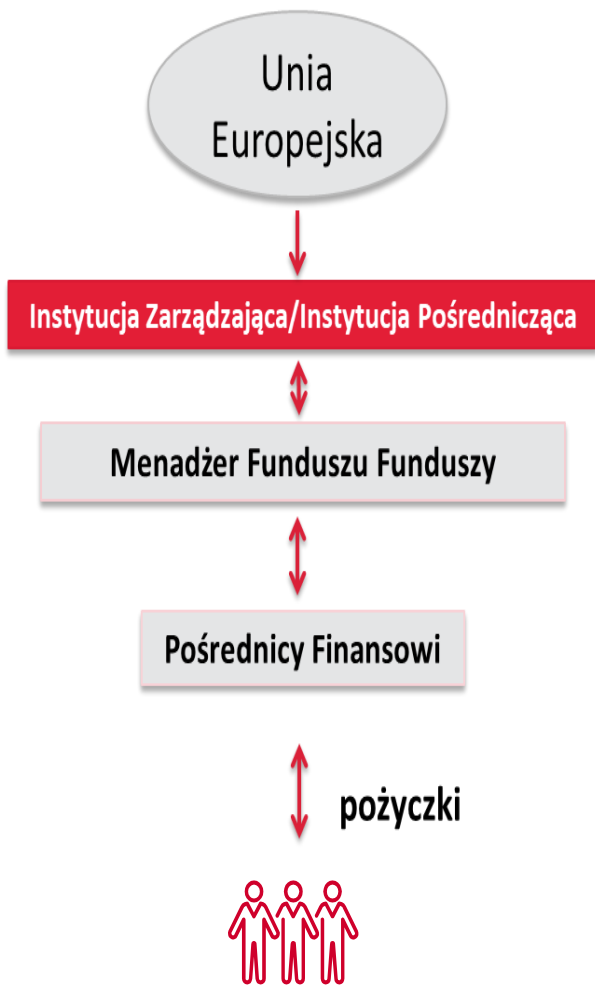 Unia
Europejska
Instytucja Zarządzająca/Instytucja Pośrednicząca
Menadżer Funduszu Funduszy
Pośrednicy Finansowi
pożyczki